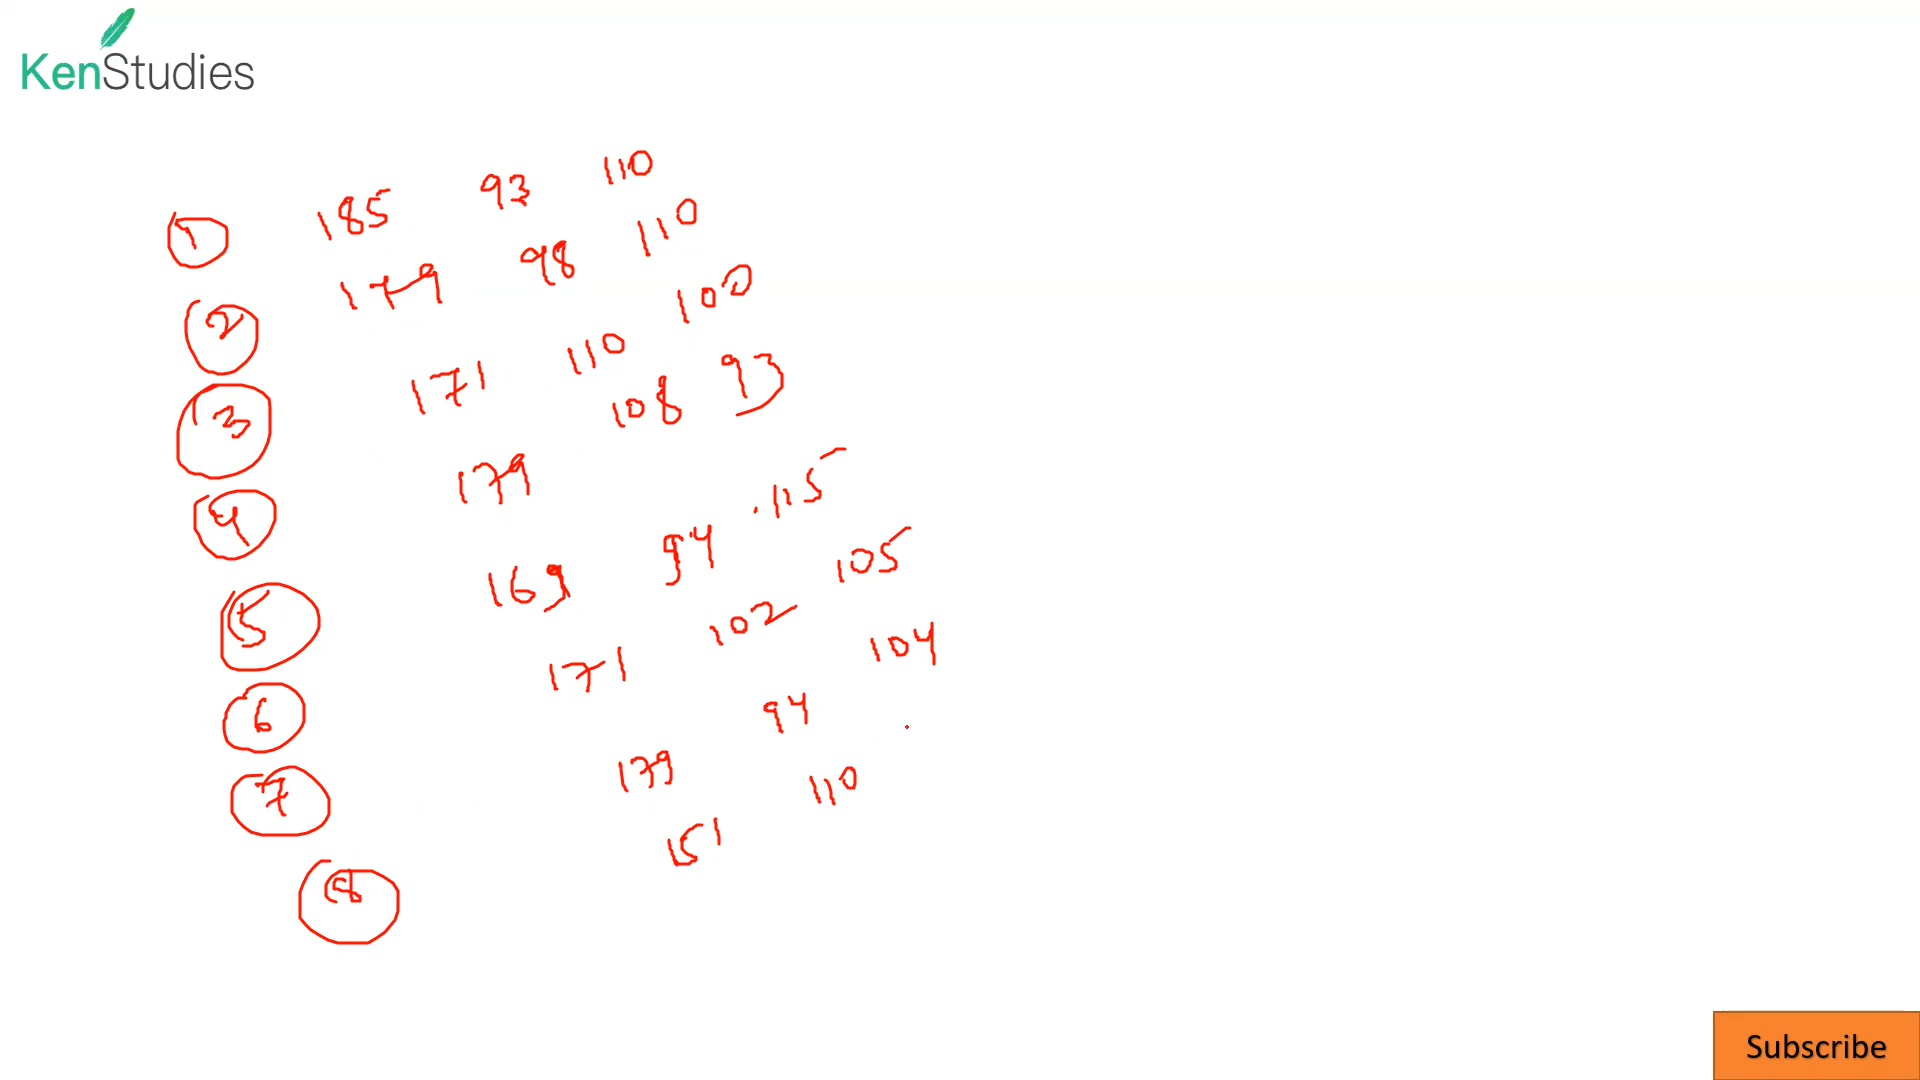 KenStudies
1 185 93 110
2 179 98 110
3 171 110 100
4 179 108 93
5 169 94 115
6 171 102 105
7 179 94 104
8 151 110
Subscribe